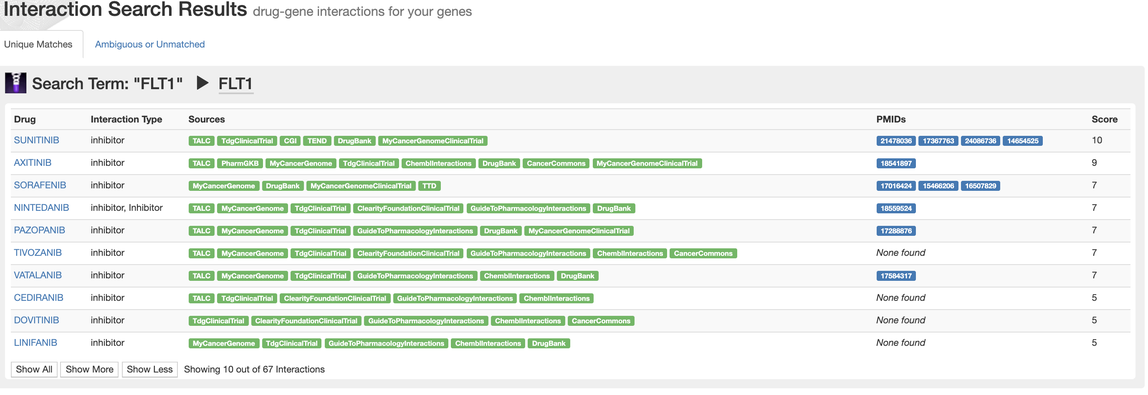 Interaction Search Results drug-gene interactions for your genes
Unique Matches Ambiguous or Unmatched
Search Term: "FLT1" ▶ FLT1
Drug Interaction Type Sources PMIDs Score
SUNITINIB inhibitor TALC TdgClinicalTrial CGI TEND DrugBank MyCancerGenomeClinicalTrial 21478036 17367763 24086736 14654525 10
AXITINIB inhibitor TALC PharmGKB MyCancerGenome TdgClinicalTrial ChemblInteractions DrugBank CancerCommons MyCancerGenomeClinicalTrial 18541897 9
SORAFENIB inhibitor MyCancerGenome DrugBank MyCancerGenomeClinicalTrial TTD 17016424 15466206 16507829 7
NINTEDANIB inhibitor, Inhibitor TALC MyCancerGenome TdgClinicalTrial ClearityFoundationClinicalTrial GuideToPharmacologyInteractions DrugBank 18559524 7
PAZOPANIB inhibitor TALC MyCancerGenome TdgClinicalTrial GuideToPharmacologyInteractions DrugBank MyCancerGenomeClinicalTrial 17288876 7
TIVOZANIB inhibitor TALC MyCancerGenome TdgClinicalTrial ClearityFoundationClinicalTrial GuideToPharmacologyInteractions ChemblInteractions CancerCommons None found 7
VATALANIB inhibitor TALC MyCancerGenome TdgClinicalTrial GuideToPharmacologyInteractions ChemblInteractions DrugBank 17584317 7
CEDIRANIB inhibitor TALC TdgClinicalTrial ClearityFoundationClinicalTrial GuideToPharmacologyInteractions ChemblInteractions None found 5
DOVITINIB inhibitor TdgClinicalTrial ClearityFoundationClinicalTrial GuideToPharmacologyInteractions ChemblInteractions CancerCommons None found 5
LINIFANIB inhibitor MyCancerGenome TdgClinicalTrial GuideToPharmacologyInteractions ChemblInteractions DrugBank None found 5
Show All Show More Show Less Showing 10 out of 67 Interactions